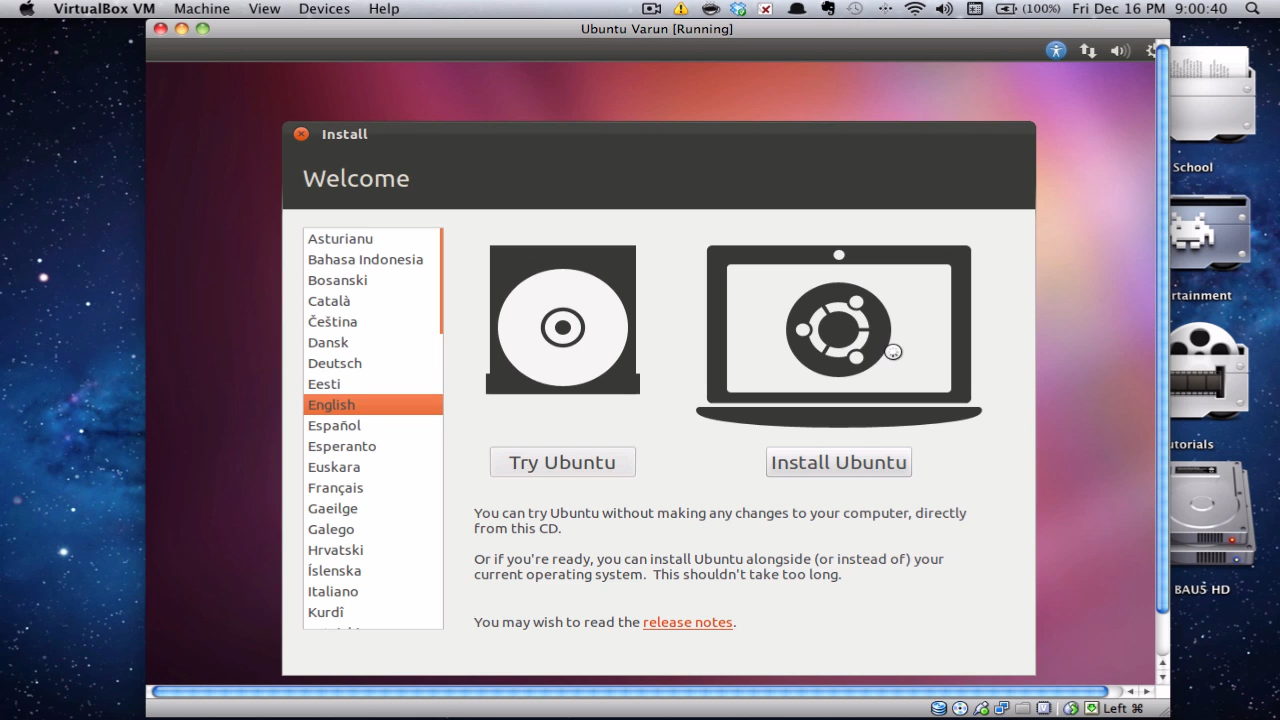 VirtualBox VM Machine View Devices Help (100%) Fri Dec 16 PM 9:00:40
Ubuntu Varun [Running]
Install
Welcome
Asturianu
Bahasa Indonesia
Bosanski
Català
Čeština
Dansk
Deutsch
Eesti
English
Español
Esperanto
Euskara
Français
Gaeilge
Galego
Hrvatski
Íslenska
Italiano
Kurdî
Try Ubuntu
Install Ubuntu
You can try Ubuntu without making any changes to your computer, directly
from this CD.
Or if you're ready, you can install Ubuntu alongside (or instead of) your
current operating system. This shouldn't take too long.
You may wish to read the release notes.
School
rtainment
utorials
BAUS HD
Left ⌘